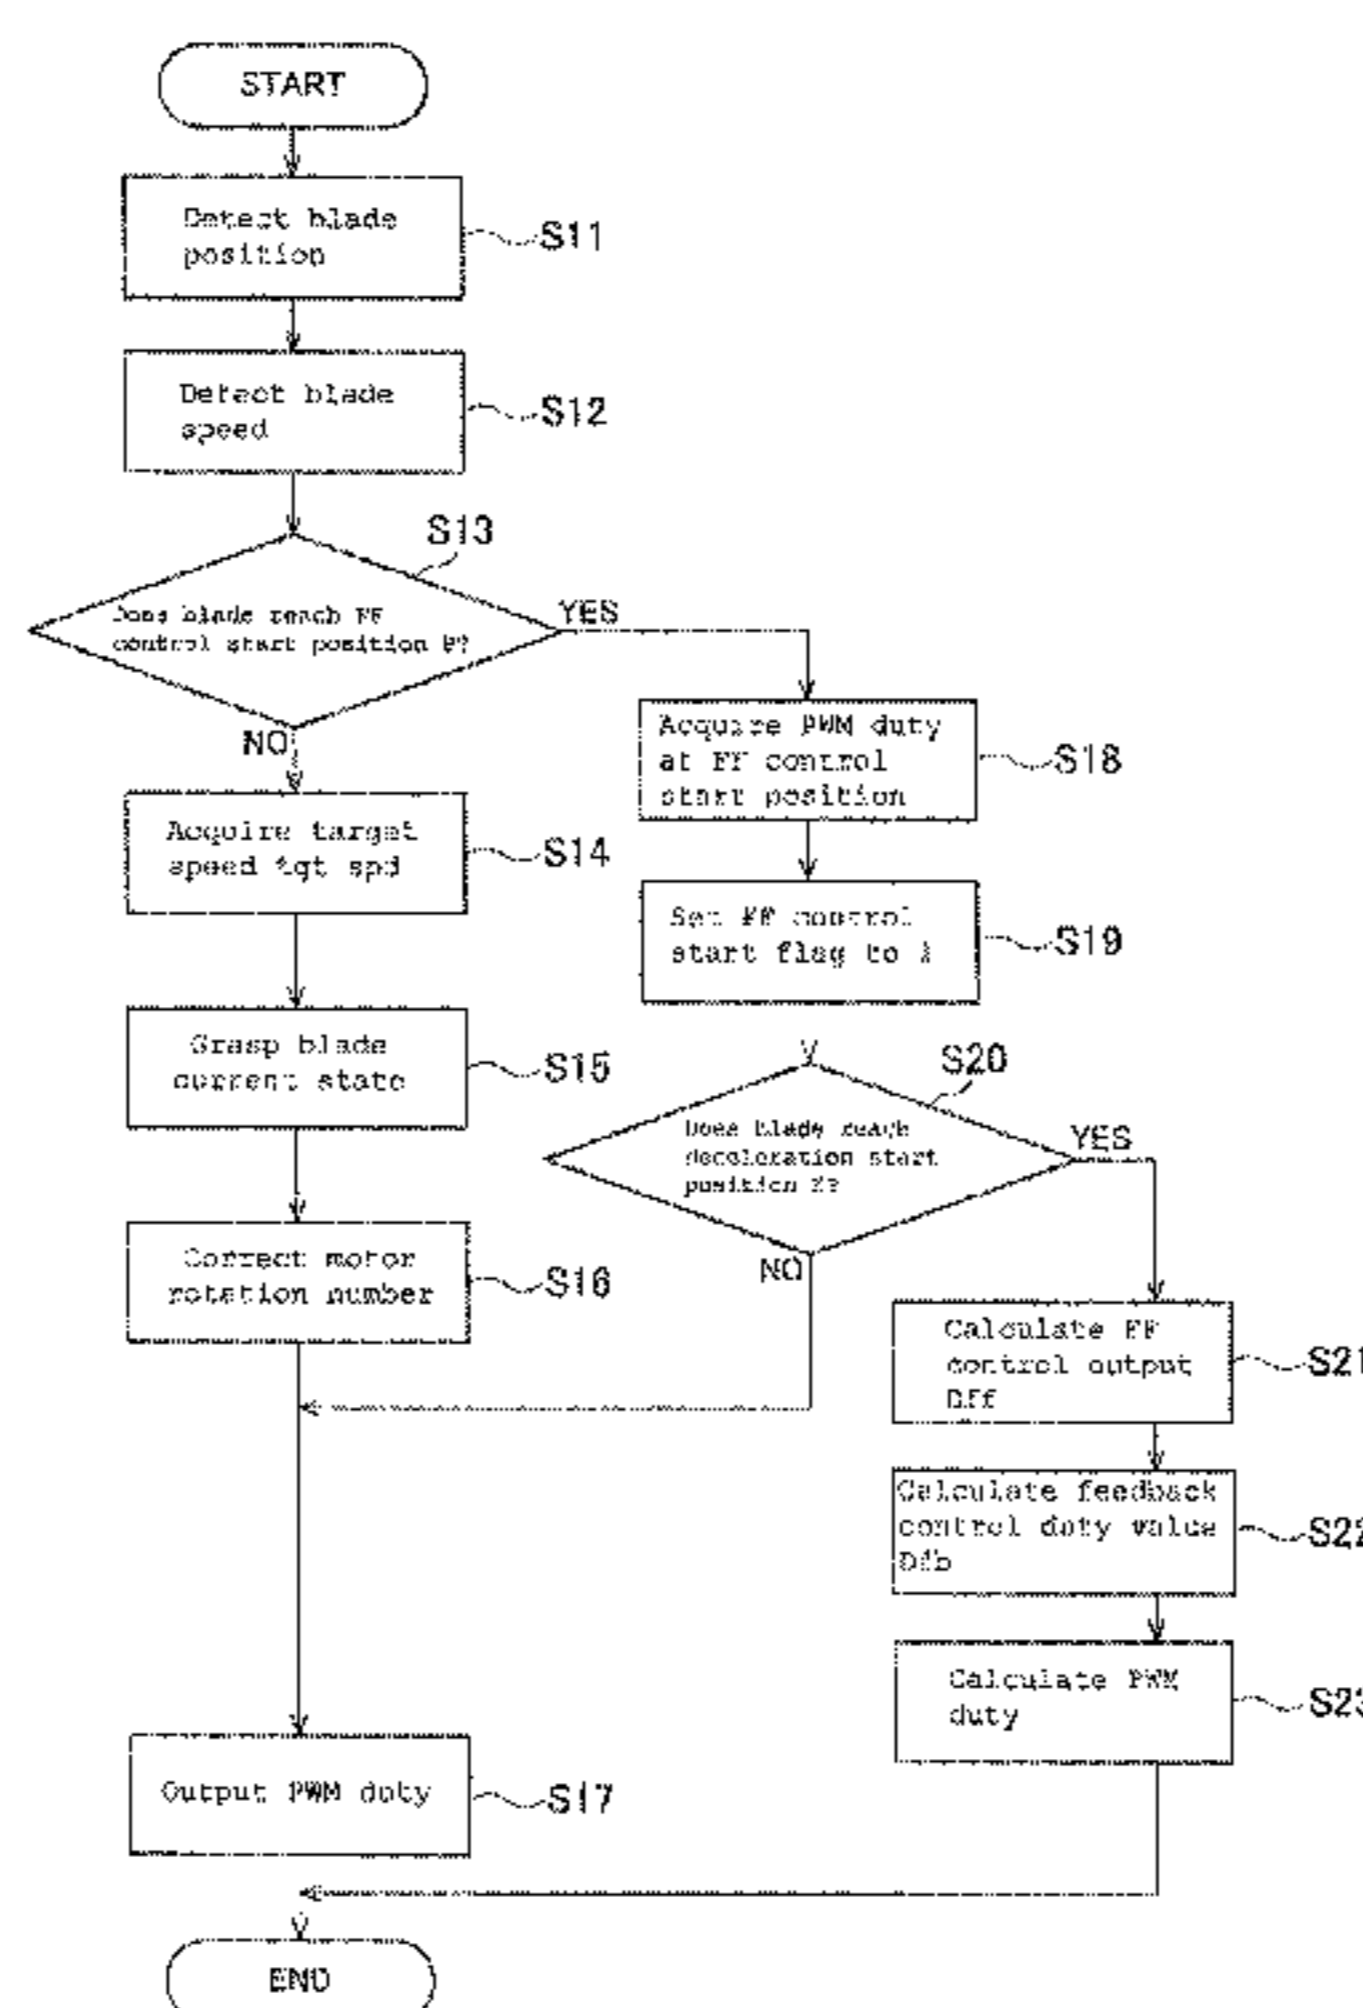 START
Detect blade
position
S11
Detect blade
speed
S12
S13
Does blade reach FF
control start position P?
YES
NO
Acquire PWM duty
at FF control
start position
S18
Acquire target
speed tgt spd
S14
Set FF control
start flag to 1
S19
Grasp blade
current state
S15
S20
Does blade reach
deceleration start
position
YES
NO
Correct motor
rotation number
S16
Calculate FF
control output
Dff
S21
Calculate feedback
control duty value
Dfb
S22
Calculate PWM
duty
S23
Output PWM duty
S17
END